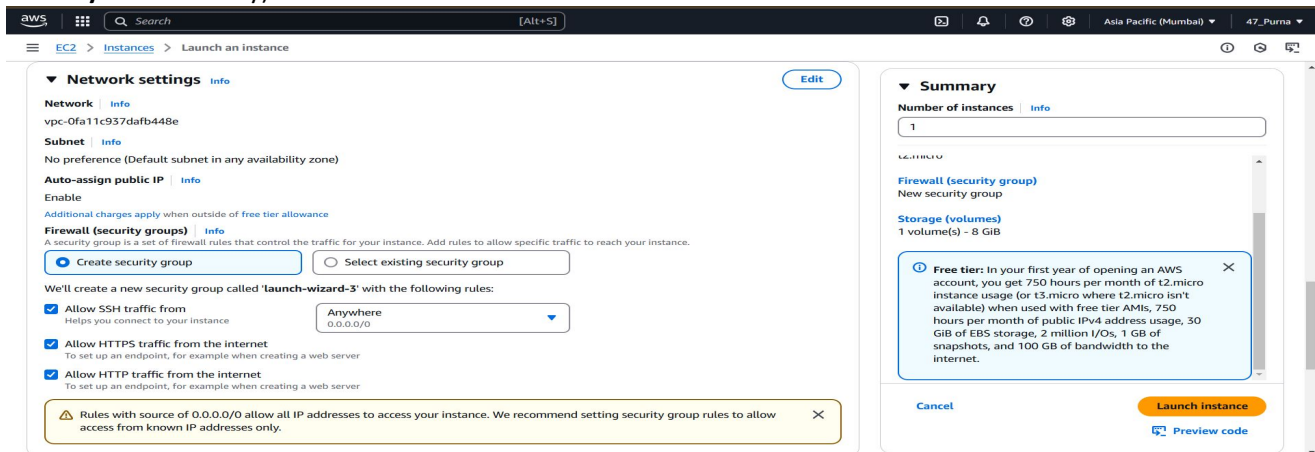 aws
Search
[Alt+S]
Asia Pacific (Mumbai)
47_Purna
EC2 > Instances > Launch an instance
Network settings Info
Edit
Network | Info
vpc-0fa11c937dafb448e
Subnet | Info
No preference (Default subnet in any availability zone)
Auto-assign public IP | Info
Enable
Additional charges apply when outside of free tier allowance
Firewall (security groups) | Info
A security group is a set of firewall rules that control the traffic for your instance. Add rules to allow specific traffic to reach your instance.
Create security group
Select existing security group
We'll create a new security group called 'launch-wizard-3' with the following rules:
Allow SSH traffic from
Helps you connect to your instance
Anywhere
0.0.0.0/0
Allow HTTPS traffic from the internet
To set up an endpoint, for example when creating a web server
Allow HTTP traffic from the internet
To set up an endpoint, for example when creating a web server
Rules with source of 0.0.0.0/0 allow all IP addresses to access your instance. We recommend setting security group rules to allow
access from known IP addresses only.
Summary
Number of instances | Info
1
t2.micro
Firewall (security group)
New security group
Storage (volumes)
1 volume(s) - 8 GiB
Free tier: In your first year of opening an AWS
account, you get 750 hours per month of t2.micro
instance usage (or t3.micro where t2.micro isn't
available) when used with free tier AMIs, 750
hours per month of public IPv4 address usage, 30
GiB of EBS storage, 2 million I/Os, 1 GB of
snapshots, and 100 GB of bandwidth to the
internet.
Cancel
Launch instance
Preview code